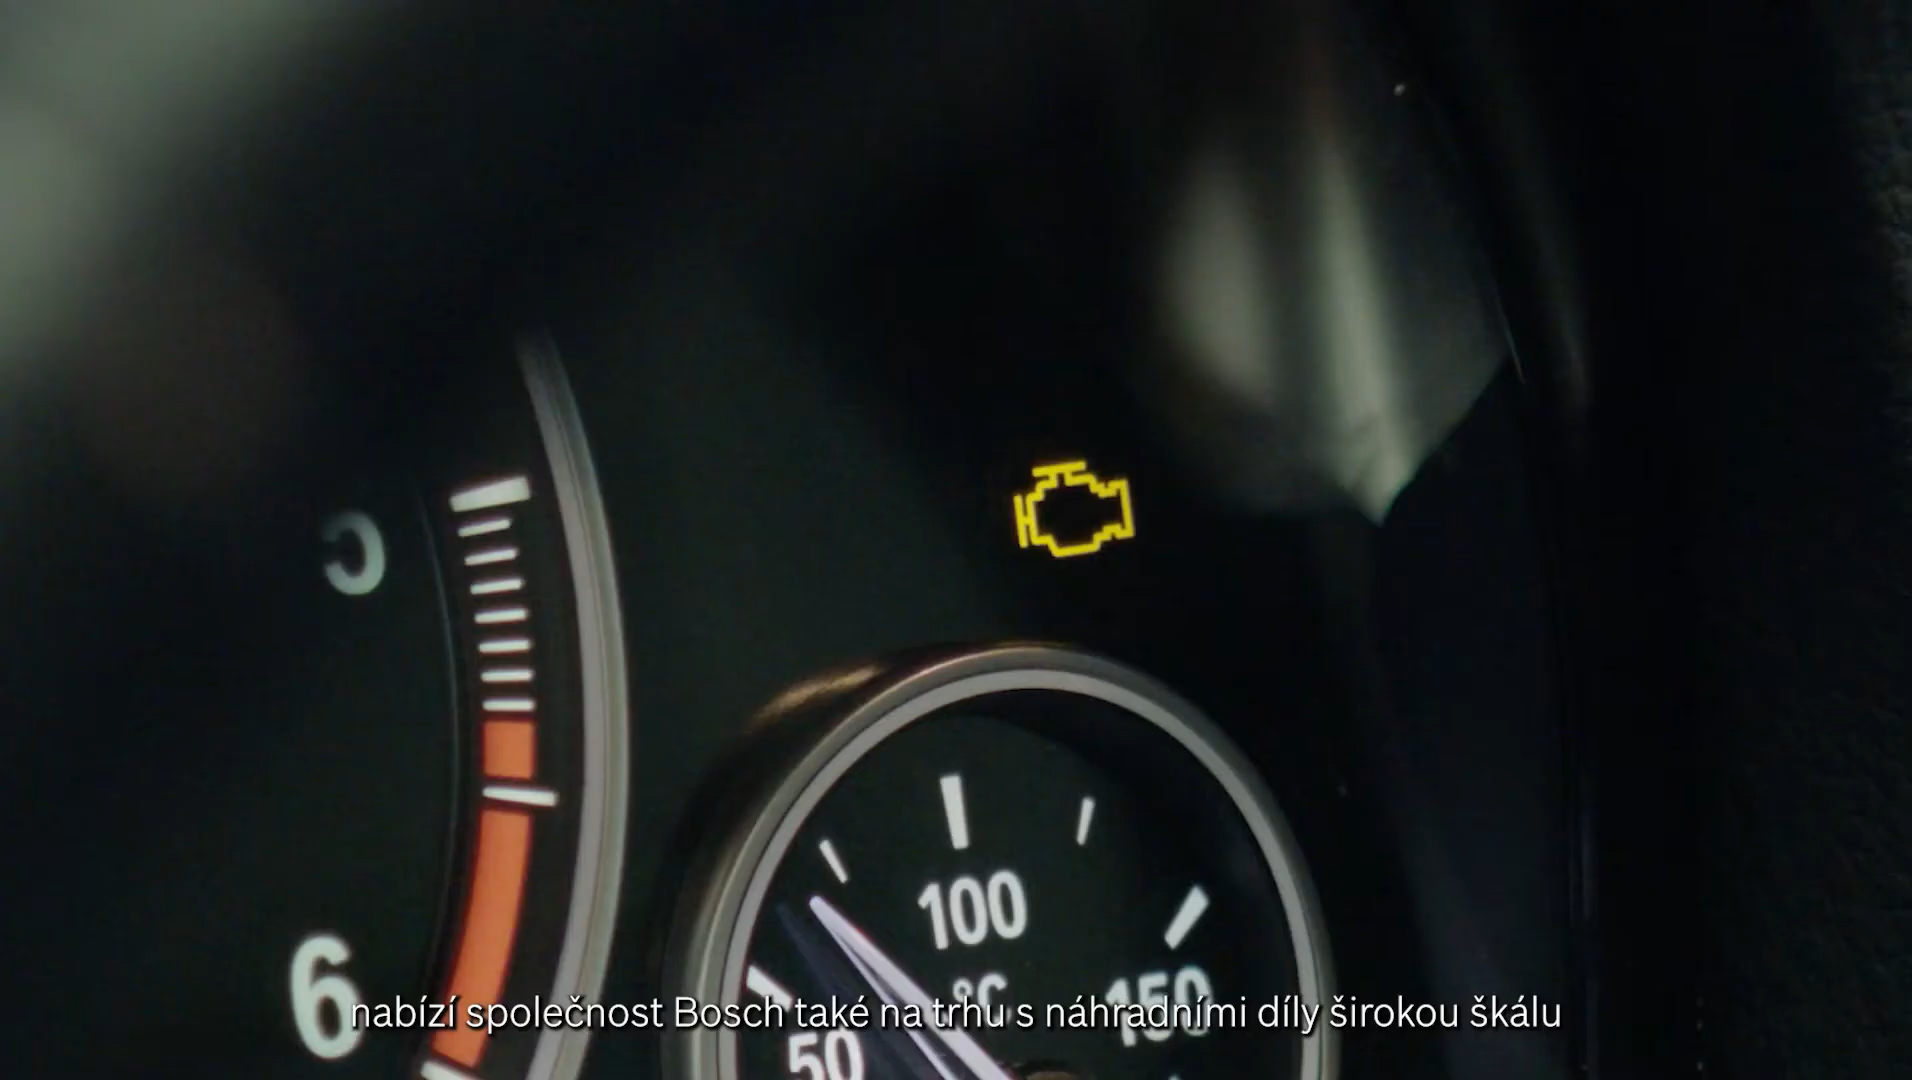 6
100
°C
150
50
nabízí společnost Bosch také na trhu s náhradními díly širokou škálu